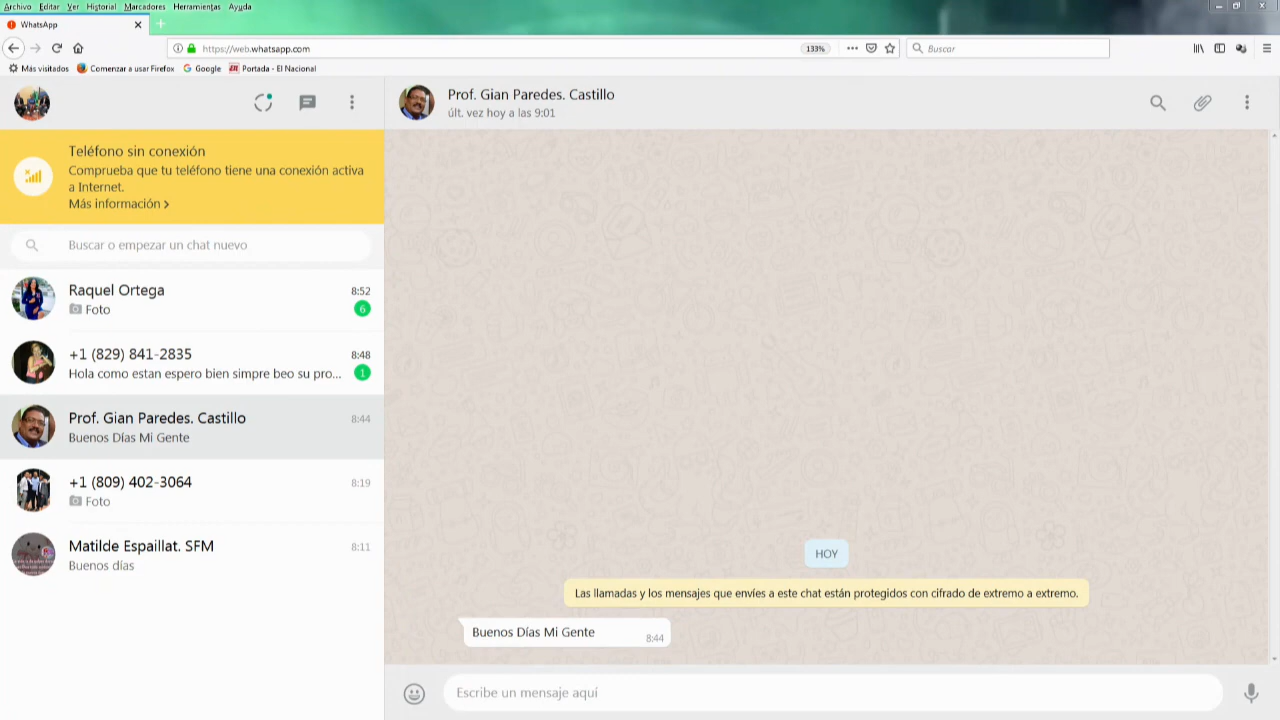 Archivo Editar Ver Historial Marcadores Herramientas Ayuda
WhatsApp
https://web.whatsapp.com
133%
Buscar
Más visitados Comenzar a usar Firefox Google Portada - El Nacional
Prof. Gian Paredes. Castillo
últ. vez hoy a las 9:01
Teléfono sin conexión
Comprueba que tu teléfono tiene una conexión activa
a Internet.
Más información
Buscar o empezar un chat nuevo
Raquel Ortega 8:52
Foto 6
+1 (829) 841-2835 8:48
Hola como estan espero bien simpre beo su pro... 1
Prof. Gian Paredes. Castillo 8:44
Buenos Días Mi Gente
+1 (809) 402-3064 8:19
Foto
Matilde Espaillat. SFM 8:11
Buenos días
HOY
Las llamadas y los mensajes que envíes a este chat están protegidos con cifrado de extremo a extremo.
Buenos Días Mi Gente 8:44
Escribe un mensaje aquí